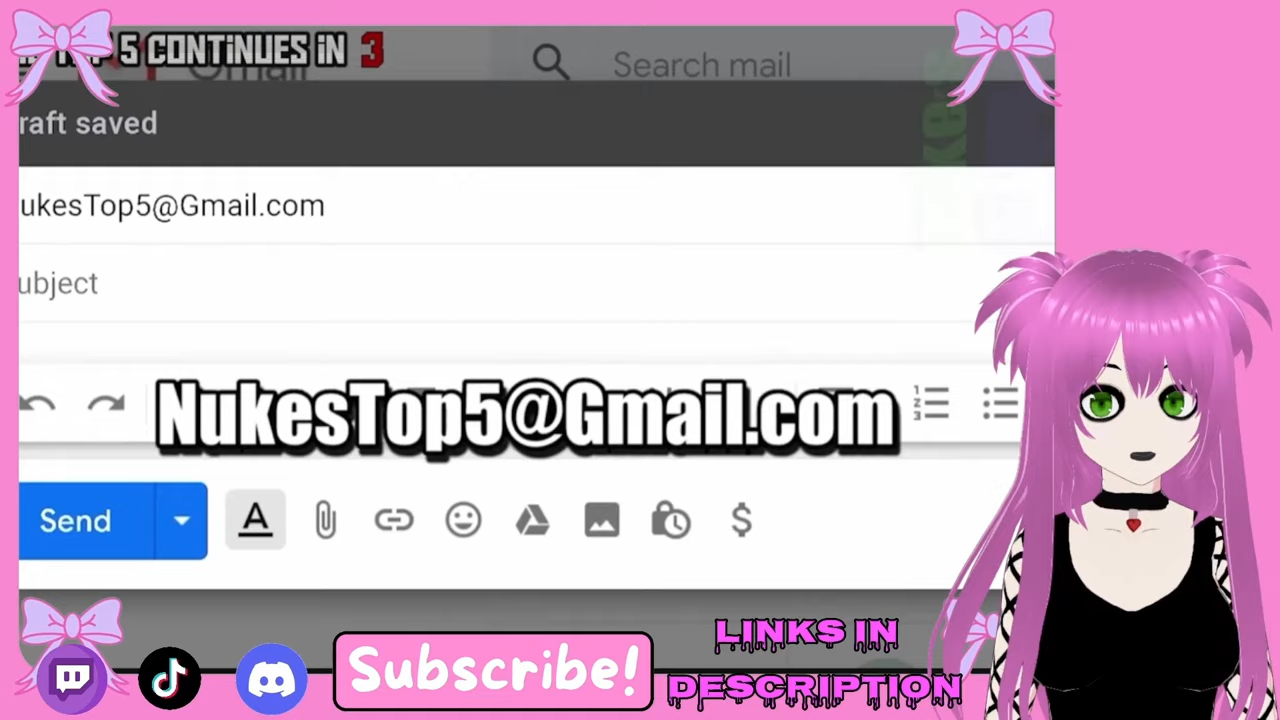 5 CONTINUES IN 3
Gmail
Search mail
raft saved
ukesTop5@Gmail.com
ubject
NukesTop5@Gmail.com
Send
Subscribe!
LINKS IN
DESCRIPTION